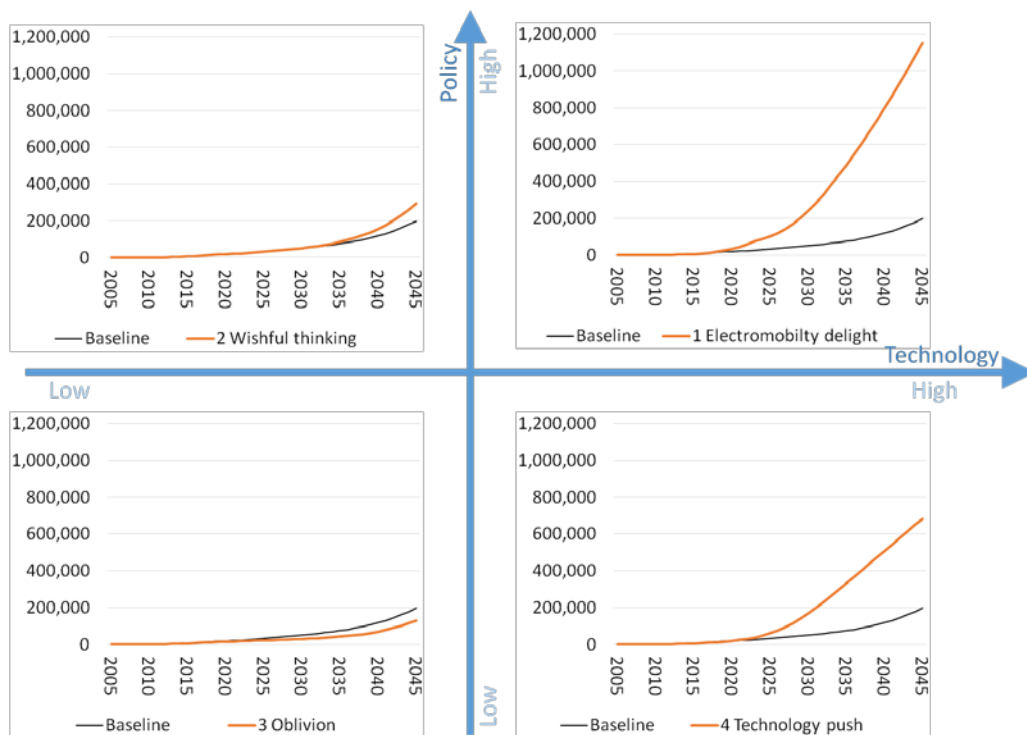 1,200,000
1,000,000
800,000
600,000
400,000
200,000
0
2005 2010 2015 2020 2025 2030 2035 2040 2045
Baseline 2 Wishful thinking
Policy
High
1,200,000
1,000,000
800,000
600,000
400,000
200,000
0
2005 2010 2015 2020 2025 2030 2035 2040 2045
Baseline 1 Electromobilty delight
Technology
Low High
1,200,000
1,000,000
800,000
600,000
400,000
200,000
0
2005 2010 2015 2020 2025 2030 2035 2040 2045
Baseline 3 Oblivion
Low
1,200,000
1,000,000
800,000
600,000
400,000
200,000
0
2005 2010 2015 2020 2025 2030 2035 2040 2045
Baseline 4 Technology push